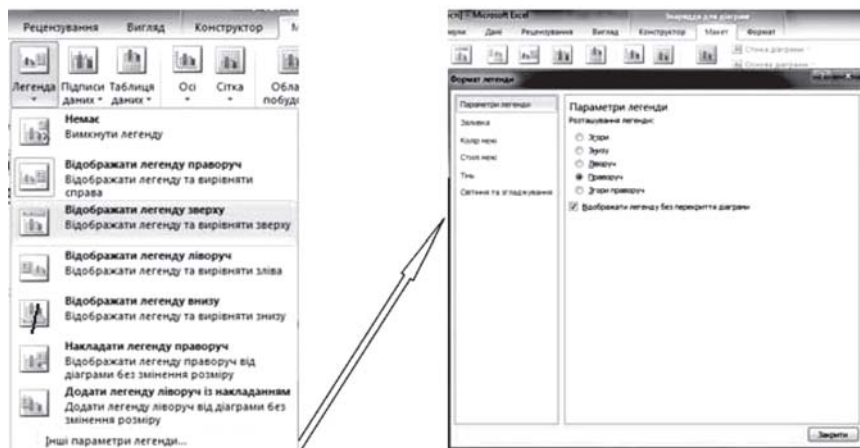 Рецензування Вигляд Конструктор
Легенда Підписи даних Таблиця даних Осі Сітка
Немає
Вимкнути легенду
Відображати легенду праворуч
Відображати легенду та вирівняти
справа
Відображати легенду зверху
Відображати легенду та вирівняти зверху
Відображати легенду ліворуч
Відображати легенду та вирівняти зліва
Відображати легенду внизу
Відображати легенду та вирівняти знизу
Накладати легенду праворуч
Відображати легенду праворуч від
діаграми без змінення розміру
Додати легенду ліворуч із накладанням
Додати легенду ліворуч від діаграми без
змінення розміру
Інші параметри легенди...
Microsoft Excel
Знаряддя для діаграм
Дані Рецензування Вигляд Конструктор Макет Формат
Стінка діаграми
Основа діаграми
Формат легенди
Параметри легенди
Заливка
Колір межі
Стилі межі
Тінь
Світіння та згладжування
Параметри легенди
Розташування легенди:
Згори
Знизу
Ліворуч
Праворуч
Згори праворуч
Відображати легенду без перекриття діаграми
Закрити